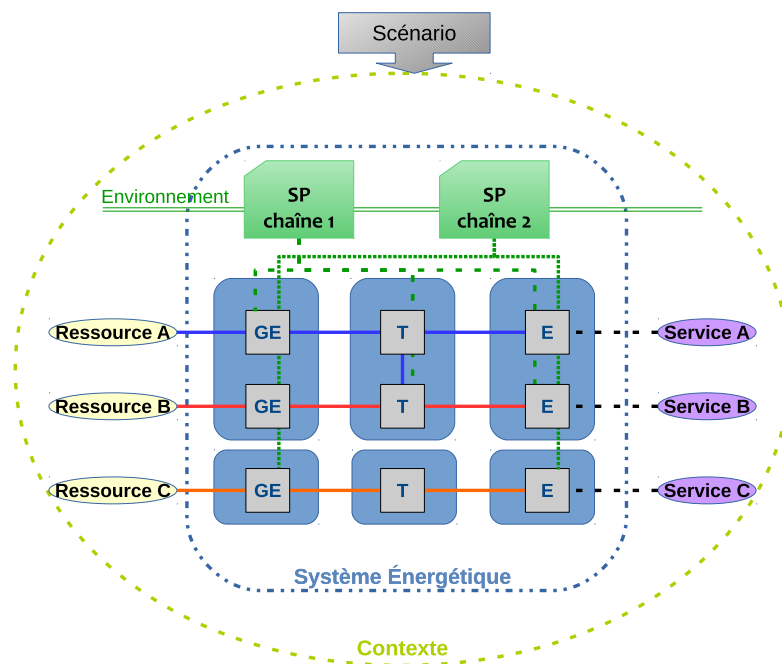 Scénario
Environnement
SP
chaîne 1
SP
chaîne 2
Ressource A
GE
T
E
Service A
Ressource B
GE
T
E
Service B
Ressource C
GE
T
E
Service C
Système Énergétique
Contexte